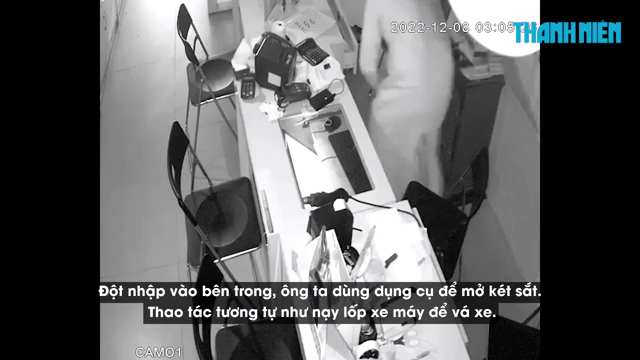 2022-12-08 03:05
THANH NIÊN
Đột nhập vào bên trong, ông ta dùng dụng cụ để mở két sắt.
Thao tác tương tự như nạy lốp xe máy để vá xe.
CAM01